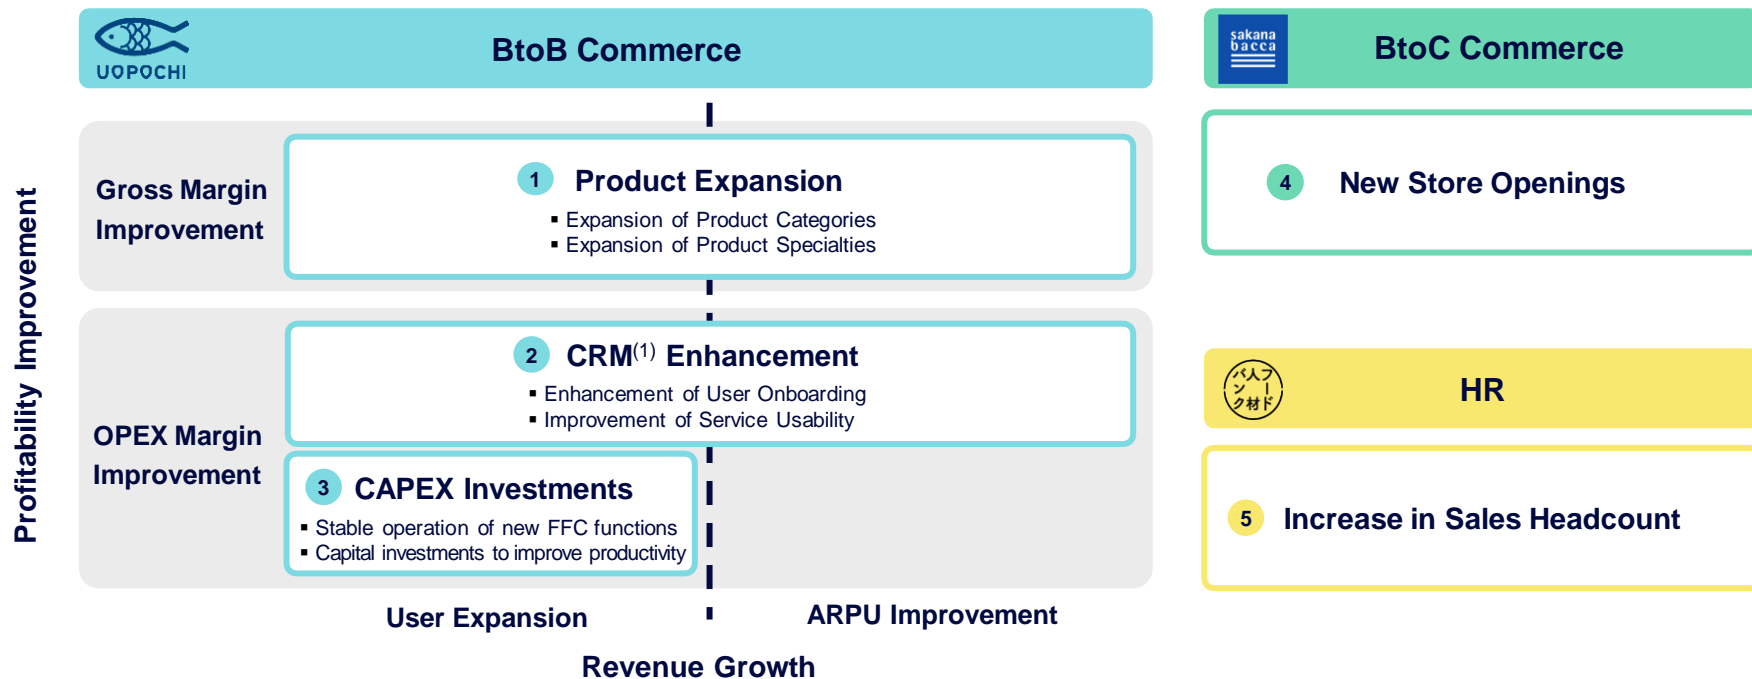 UOPOCHI
BtoB Commerce
Profitability Improvement
Gross Margin
Improvement
1 Product Expansion
▪ Expansion of Product Categories
▪ Expansion of Product Specialties
OPEX Margin
Improvement
2 CRM(1) Enhancement
▪ Enhancement of User Onboarding
▪ Improvement of Service Usability
3 CAPEX Investments
▪ Stable operation of new FFC functions
▪ Capital investments to improve productivity
User Expansion
ARPU Improvement
Revenue Growth
sakana
bacca
BtoC Commerce
4 New Store Openings
フード
人材
バンク
HR
5 Increase in Sales Headcount